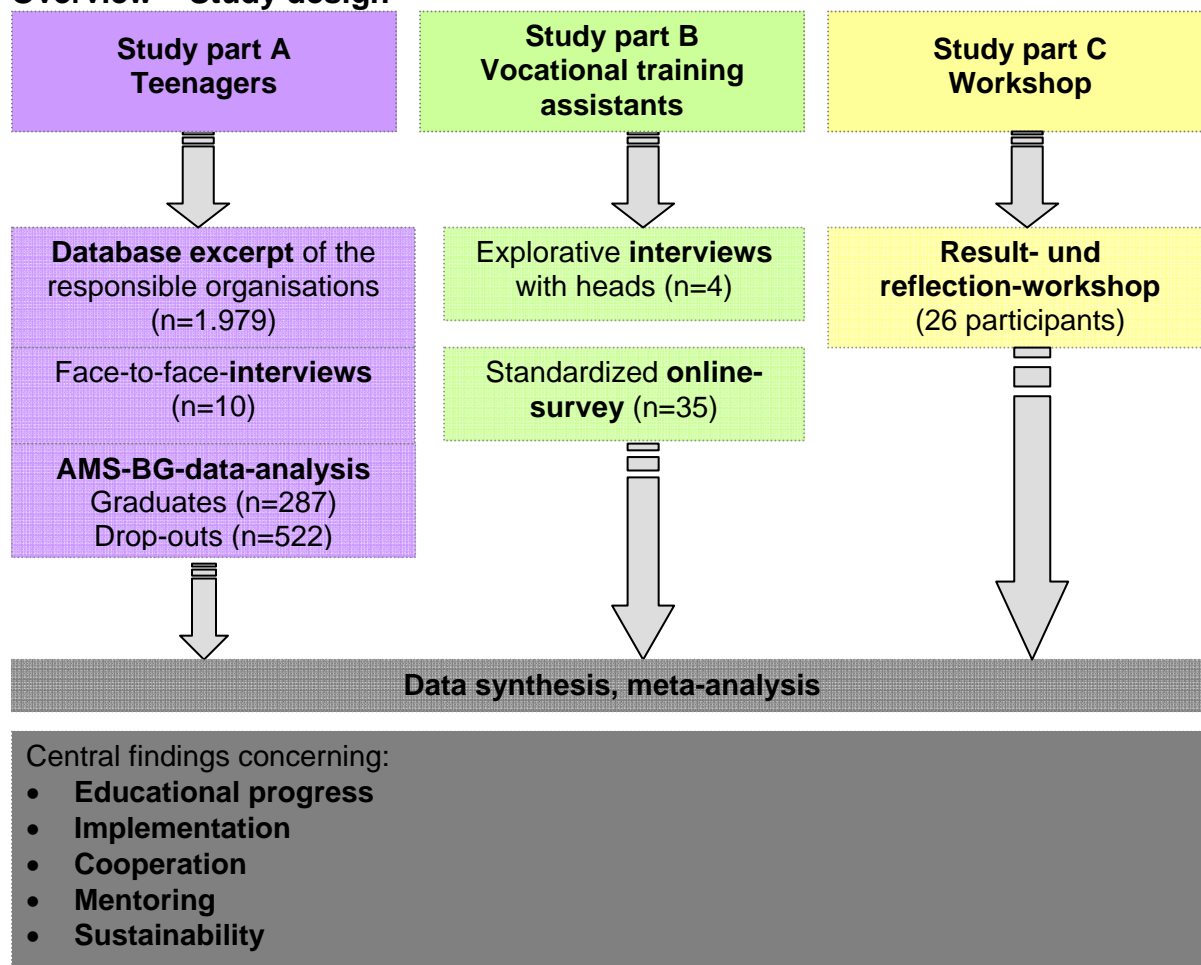 Overview – Study design
Study part A
Teenagers
Study part B
Vocational training
assistants
Study part C
Workshop
Database excerpt of the
responsible organisations
(n=1.979)
Face-to-face-interviews
(n=10)
AMS-BG-data-analysis
Graduates (n=287)
Drop-outs (n=522)
Explorative interviews
with heads (n=4)
Standardized online-
survey (n=35)
Result- und
reflection-workshop
(26 participants)
Data synthesis, meta-analysis
Central findings concerning:
• Educational progress
• Implementation
• Cooperation
• Mentoring
• Sustainability